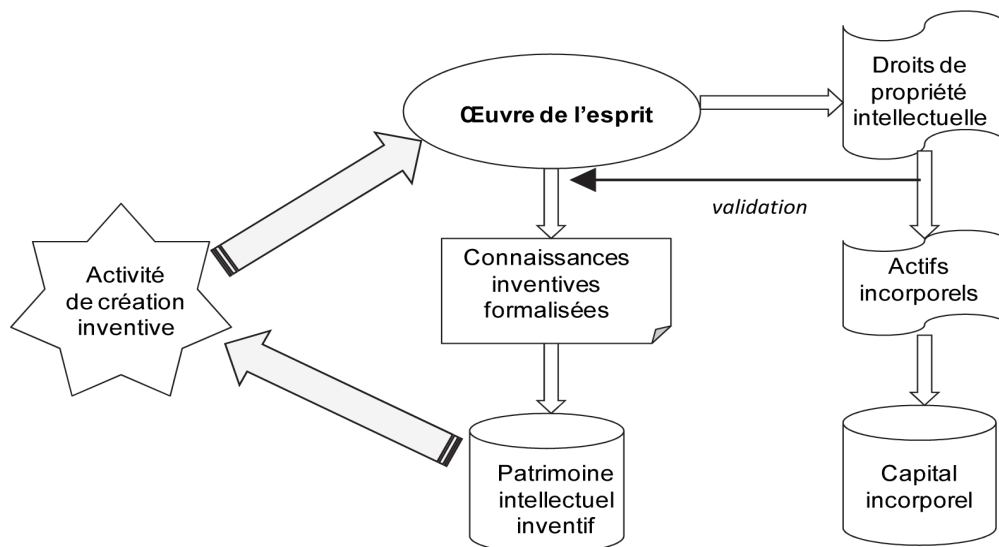 Droits de
propriété
intellectuelle
Œuvre de l’esprit
validation
Activité
de création
inventive
Connaissances
inventives
formalisées
Actifs
incorporels
Patrimoine
intellectuel
inventif
Capital
incorporel